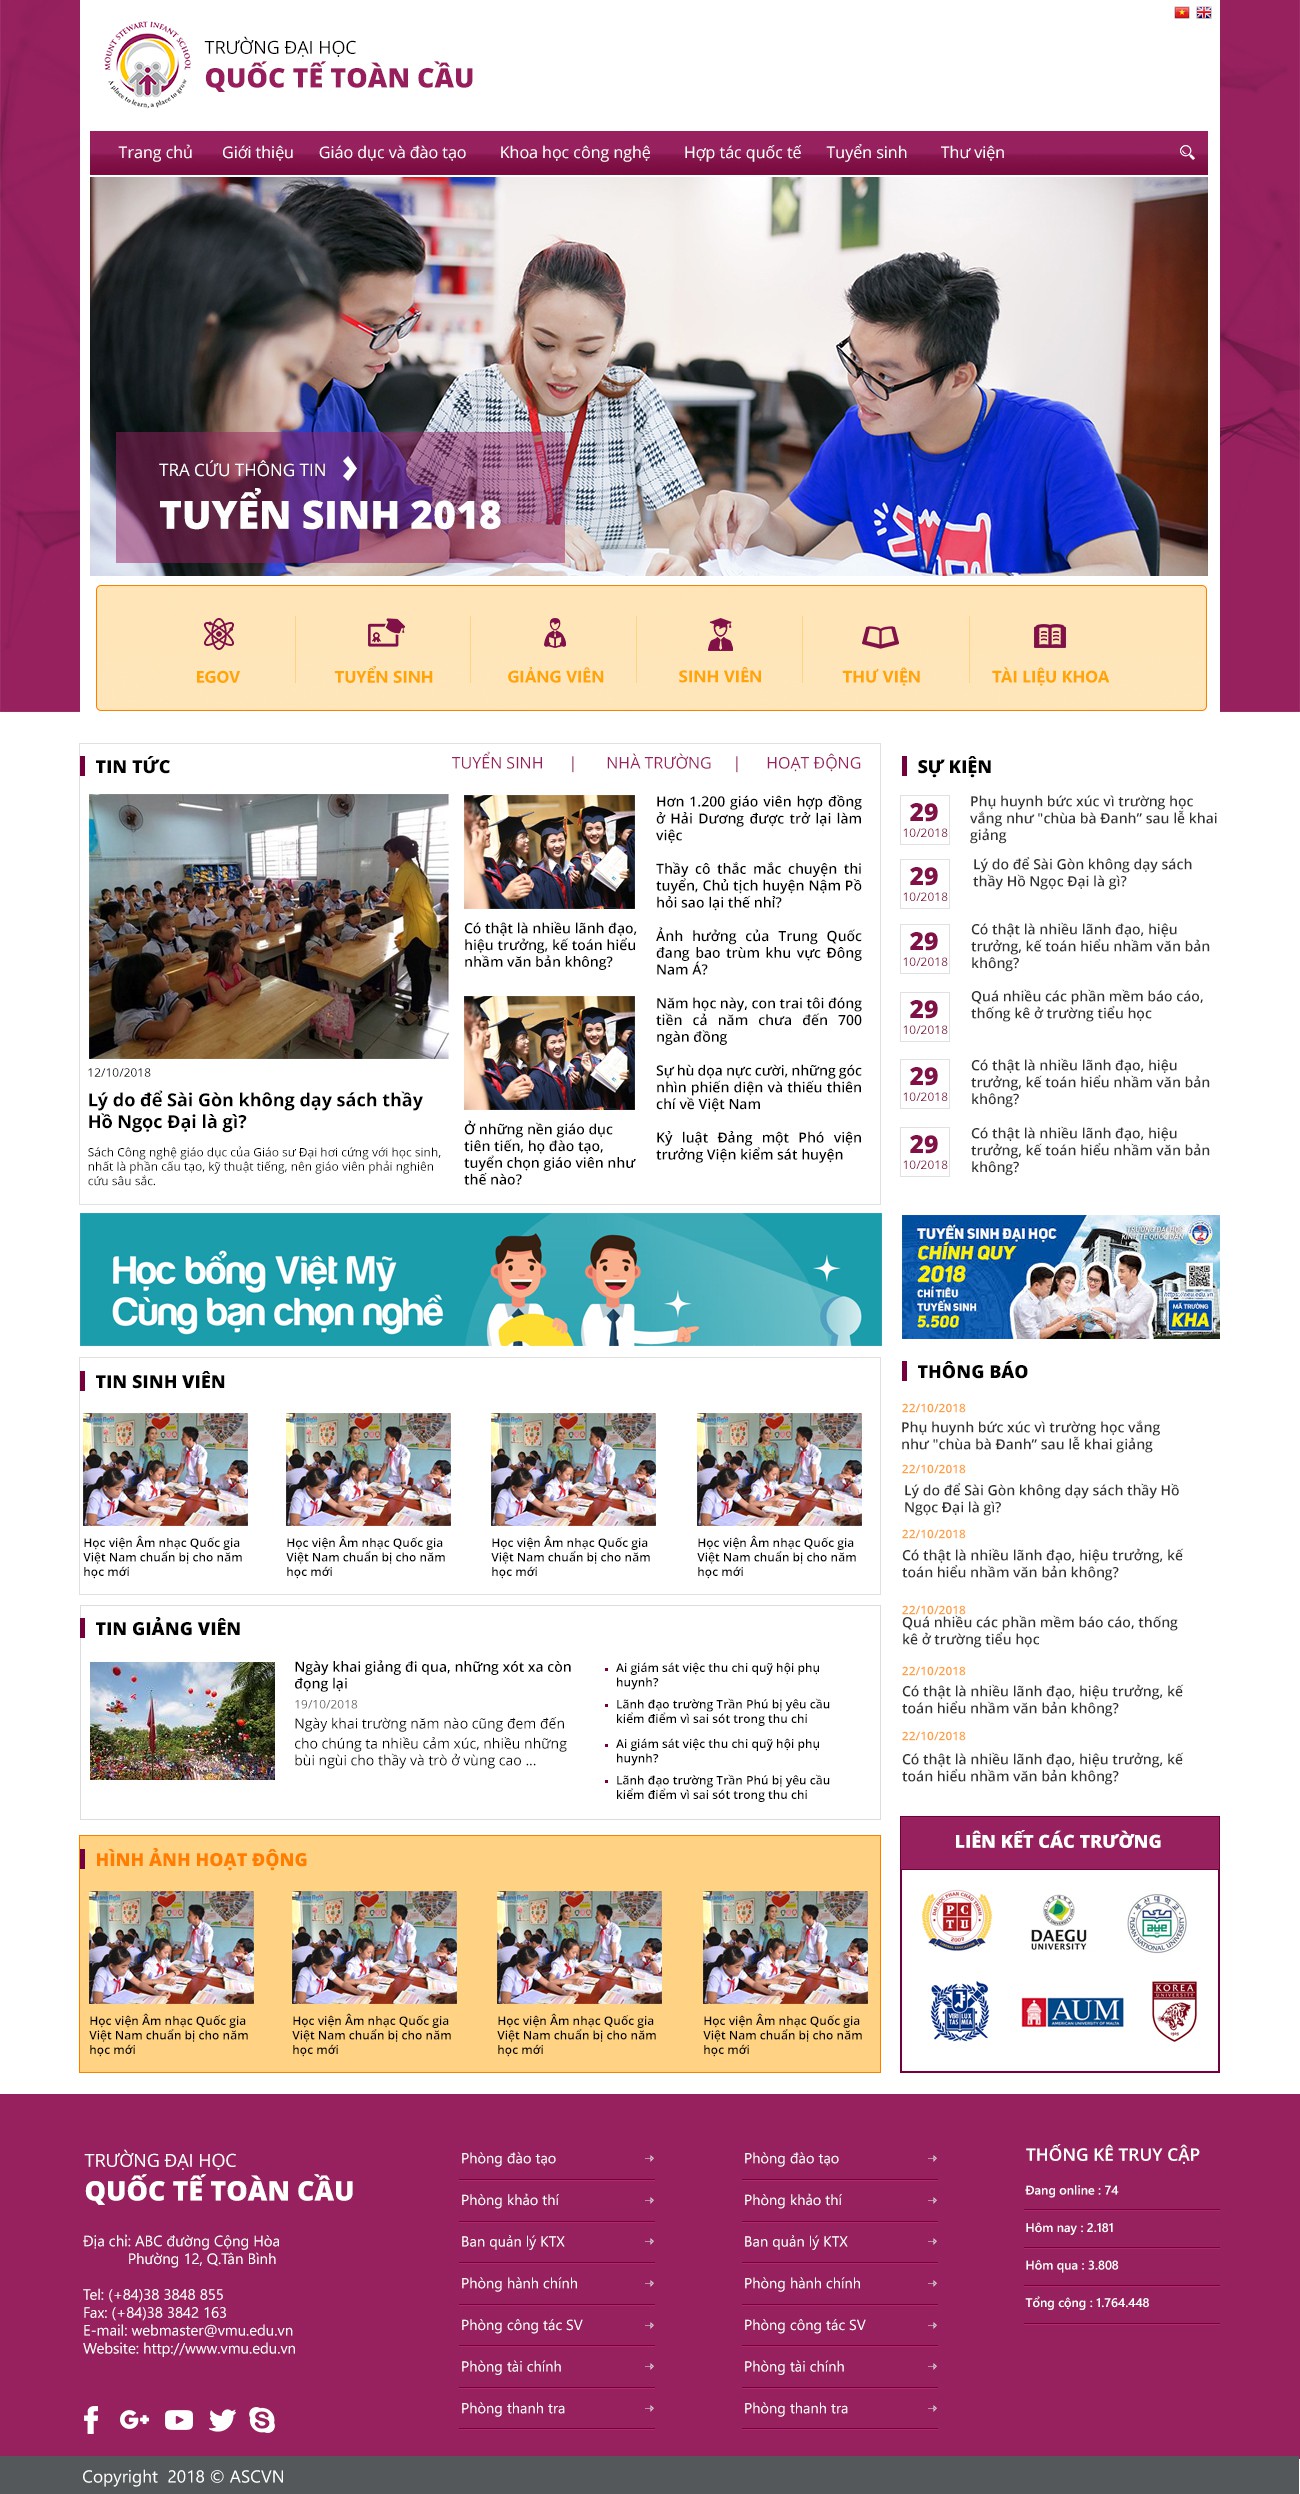 MOUNT STEWART INFANT SCHOOL
A place to learn, a place to grow
TRƯỜNG ĐẠI HỌC
QUỐC TẾ TOÀN CẦU
Trang chủ Giới thiệu Giáo dục và đào tạo Khoa học công nghệ Hợp tác quốc tế Tuyển sinh Thư viện
TRA CỨU THÔNG TIN
TUYỂN SINH 2018
EGOV TUYỂN SINH GIẢNG VIÊN SINH VIÊN THƯ VIỆN TÀI LIỆU KHOA
TIN TỨC
TUYỂN SINH | NHÀ TRƯỜNG | HOẠT ĐỘNG
12/10/2018
Lý do để Sài Gòn không dạy sách thầy
Hồ Ngọc Đại là gì?
Sách Công nghệ giáo dục của Giáo sư Đại hơi cứng với học sinh,
nhất là phần cấu tạo, kỹ thuật tiếng, nên giáo viên phải nghiên
cứu sâu sắc.
Có thật là nhiều lãnh đạo,
hiệu trưởng, kế toán hiểu
nhầm văn bản không?
Ở những nền giáo dục
tiên tiến, họ đào tạo,
tuyển chọn giáo viên như
thế nào?
Hơn 1.200 giáo viên hợp đồng
ở Hải Dương được trở lại làm
việc
Thầy cô thắc mắc chuyện thi
tuyển, Chủ tịch huyện Nậm Pồ
hỏi sao lại thế nhỉ?
Ảnh hưởng của Trung Quốc
đang bao trùm khu vực Đông
Nam Á?
Năm học này, con trai tôi đóng
tiền cả năm chưa đến 700
ngàn đồng
Sự hù dọa nực cười, những góc
nhìn phiến diện và thiếu thiên
chí về Việt Nam
Kỷ luật Đảng một Phó viện
trưởng Viện kiểm sát huyện
SỰ KIỆN
29
10/2018
Phụ huynh bức xúc vì trường học
vắng như "chùa bà Đanh” sau lễ khai
giảng
29
10/2018
Lý do để Sài Gòn không dạy sách
thầy Hồ Ngọc Đại là gì?
29
10/2018
Có thật là nhiều lãnh đạo, hiệu
trưởng, kế toán hiểu nhầm văn bản
không?
29
10/2018
Quá nhiều các phần mềm báo cáo,
thống kê ở trường tiểu học
29
10/2018
Có thật là nhiều lãnh đạo, hiệu
trưởng, kế toán hiểu nhầm văn bản
không?
29
10/2018
Có thật là nhiều lãnh đạo, hiệu
trưởng, kế toán hiểu nhầm văn bản
không?
Học bổng Việt Mỹ
Cùng bạn chọn nghề
TUYỂN SINH ĐẠI HỌC
CHÍNH QUY
2018
CHỈ TIÊU
TUYỂN SINH
5.500
TRƯỜNG ĐẠI HỌC
KINH TẾ QUỐC DÂN
https://neu.edu.vn
MÃ TRƯỜNG
KHA
TIN SINH VIÊN
Học viện Âm nhạc Quốc gia
Việt Nam chuẩn bị cho năm
học mới
Học viện Âm nhạc Quốc gia
Việt Nam chuẩn bị cho năm
học mới
Học viện Âm nhạc Quốc gia
Việt Nam chuẩn bị cho năm
học mới
Học viện Âm nhạc Quốc gia
Việt Nam chuẩn bị cho năm
học mới
THÔNG BÁO
22/10/2018
Phụ huynh bức xúc vì trường học vắng
như "chùa bà Đanh” sau lễ khai giảng
22/10/2018
Lý do để Sài Gòn không dạy sách thầy Hồ
Ngọc Đại là gì?
22/10/2018
Có thật là nhiều lãnh đạo, hiệu trưởng, kế
toán hiểu nhầm văn bản không?
22/10/2018
Quá nhiều các phần mềm báo cáo, thống
kê ở trường tiểu học
22/10/2018
Có thật là nhiều lãnh đạo, hiệu trưởng, kế
toán hiểu nhầm văn bản không?
22/10/2018
Có thật là nhiều lãnh đạo, hiệu trưởng, kế
toán hiểu nhầm văn bản không?
TIN GIẢNG VIÊN
Ngày khai giảng đi qua, những xót xa còn
đọng lại
19/10/2018
Ngày khai trường năm nào cũng đem đến
cho chúng ta nhiều cảm xúc, nhiều những
bùi ngùi cho thầy và trò ở vùng cao ...
Ai giám sát việc thu chi quỹ hội phụ
huynh?
Lãnh đạo trường Trần Phú bị yêu cầu
kiểm điểm vì sai sót trong thu chi
Ai giám sát việc thu chi quỹ hội phụ
huynh?
Lãnh đạo trường Trần Phú bị yêu cầu
kiểm điểm vì sai sót trong thu chi
HÌNH ẢNH HOẠT ĐỘNG
Học viện Âm nhạc Quốc gia
Việt Nam chuẩn bị cho năm
học mới
Học viện Âm nhạc Quốc gia
Việt Nam chuẩn bị cho năm
học mới
Học viện Âm nhạc Quốc gia
Việt Nam chuẩn bị cho năm
học mới
Học viện Âm nhạc Quốc gia
Việt Nam chuẩn bị cho năm
học mới
LIÊN KẾT CÁC TRƯỜNG
PCTU
2007
DAEGU
UNIVERSITY
PUSAN NATIONAL UNIVERSITY
VERI LUX TAS MEA
AUM
AMERICAN UNIVERSITY OF MALTA
KOREA
UNIVERSITY
TRƯỜNG ĐẠI HỌC
QUỐC TẾ TOÀN CẦU
Địa chỉ: ABC đường Cộng Hòa
Phường 12, Q.Tân Bình
Tel: (+84)38 3848 855
Fax: (+84)38 3842 163
E-mail: webmaster@vmu.edu.vn
Website: http://www.vmu.edu.vn
Phòng đào tạo
Phòng khảo thí
Ban quản lý KTX
Phòng hành chính
Phòng công tác SV
Phòng tài chính
Phòng thanh tra
Phòng đào tạo
Phòng khảo thí
Ban quản lý KTX
Phòng hành chính
Phòng công tác SV
Phòng tài chính
Phòng thanh tra
THỐNG KÊ TRUY CẬP
Đang online : 74
Hôm nay : 2.181
Hôm qua : 3.808
Tổng cộng : 1.764.448
Copyright 2018 © ASCVN